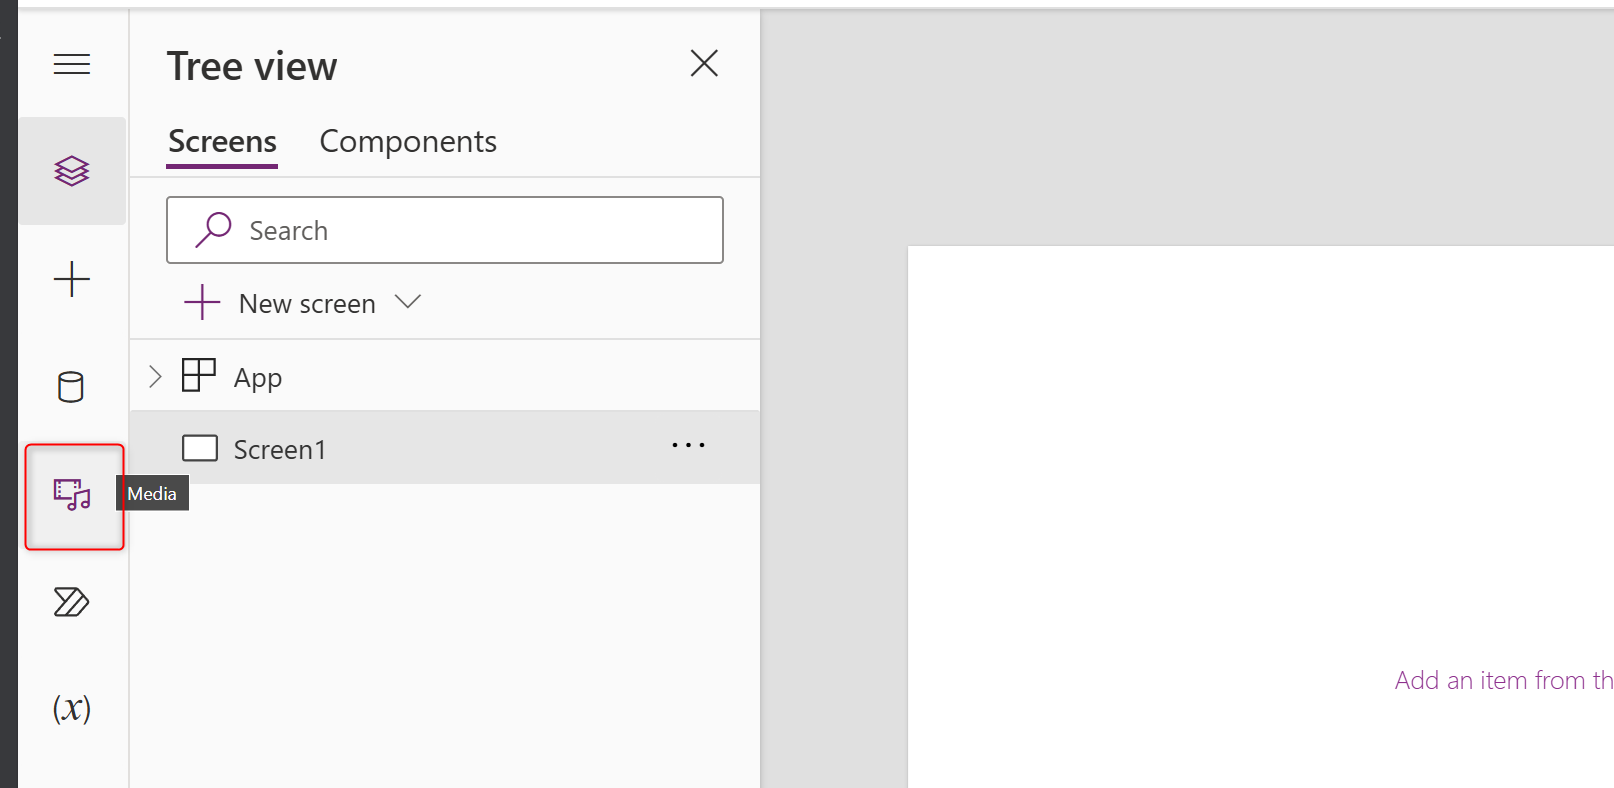 Tree view
Screens Components
Search
New screen
App
Screen1
Media
(x)
Add an item from th